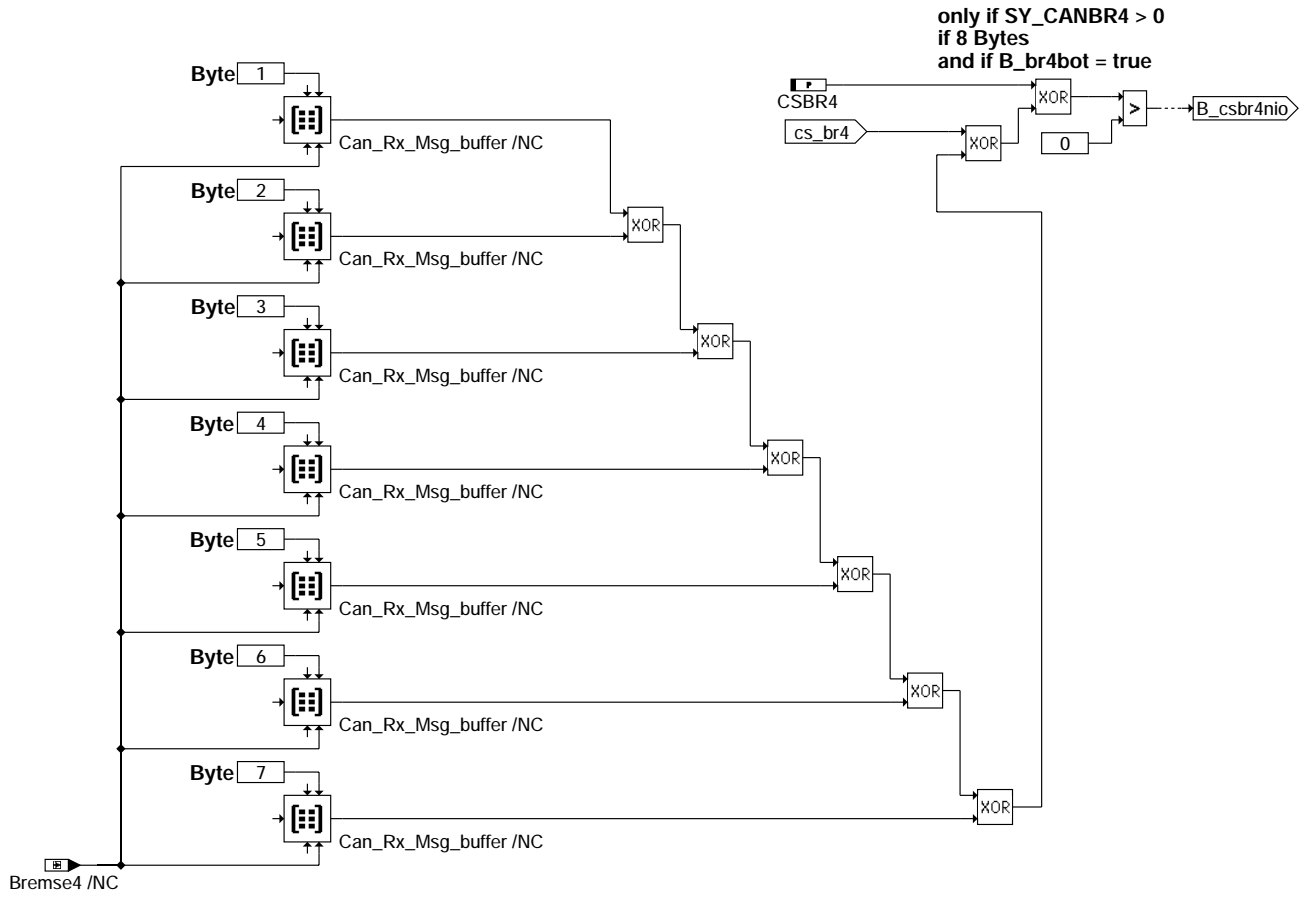 only if SY_CANBR4 > 0
if 8 Bytes
and if B_br4bot = true
Byte 1
P
CSBR4
XOR
>
B_csbr4nio
cs_br4
XOR
0
Can_Rx_Msg_buffer /NC
Byte 2
XOR
Can_Rx_Msg_buffer /NC
Byte 3
XOR
Can_Rx_Msg_buffer /NC
Byte 4
XOR
Can_Rx_Msg_buffer /NC
Byte 5
XOR
Can_Rx_Msg_buffer /NC
Byte 6
XOR
Can_Rx_Msg_buffer /NC
Byte 7
XOR
Can_Rx_Msg_buffer /NC
Bremse4 /NC